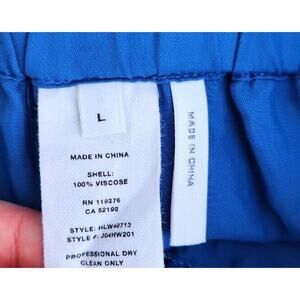 L
MADE IN CHINA
SHELL:
100% VISCOSE
RN 119376
CA 52192
STYLE: HLW40713
STYLE #: J04HW201
PROFESSIONAL DRY
CLEAN ONLY
MADE IN CHINA